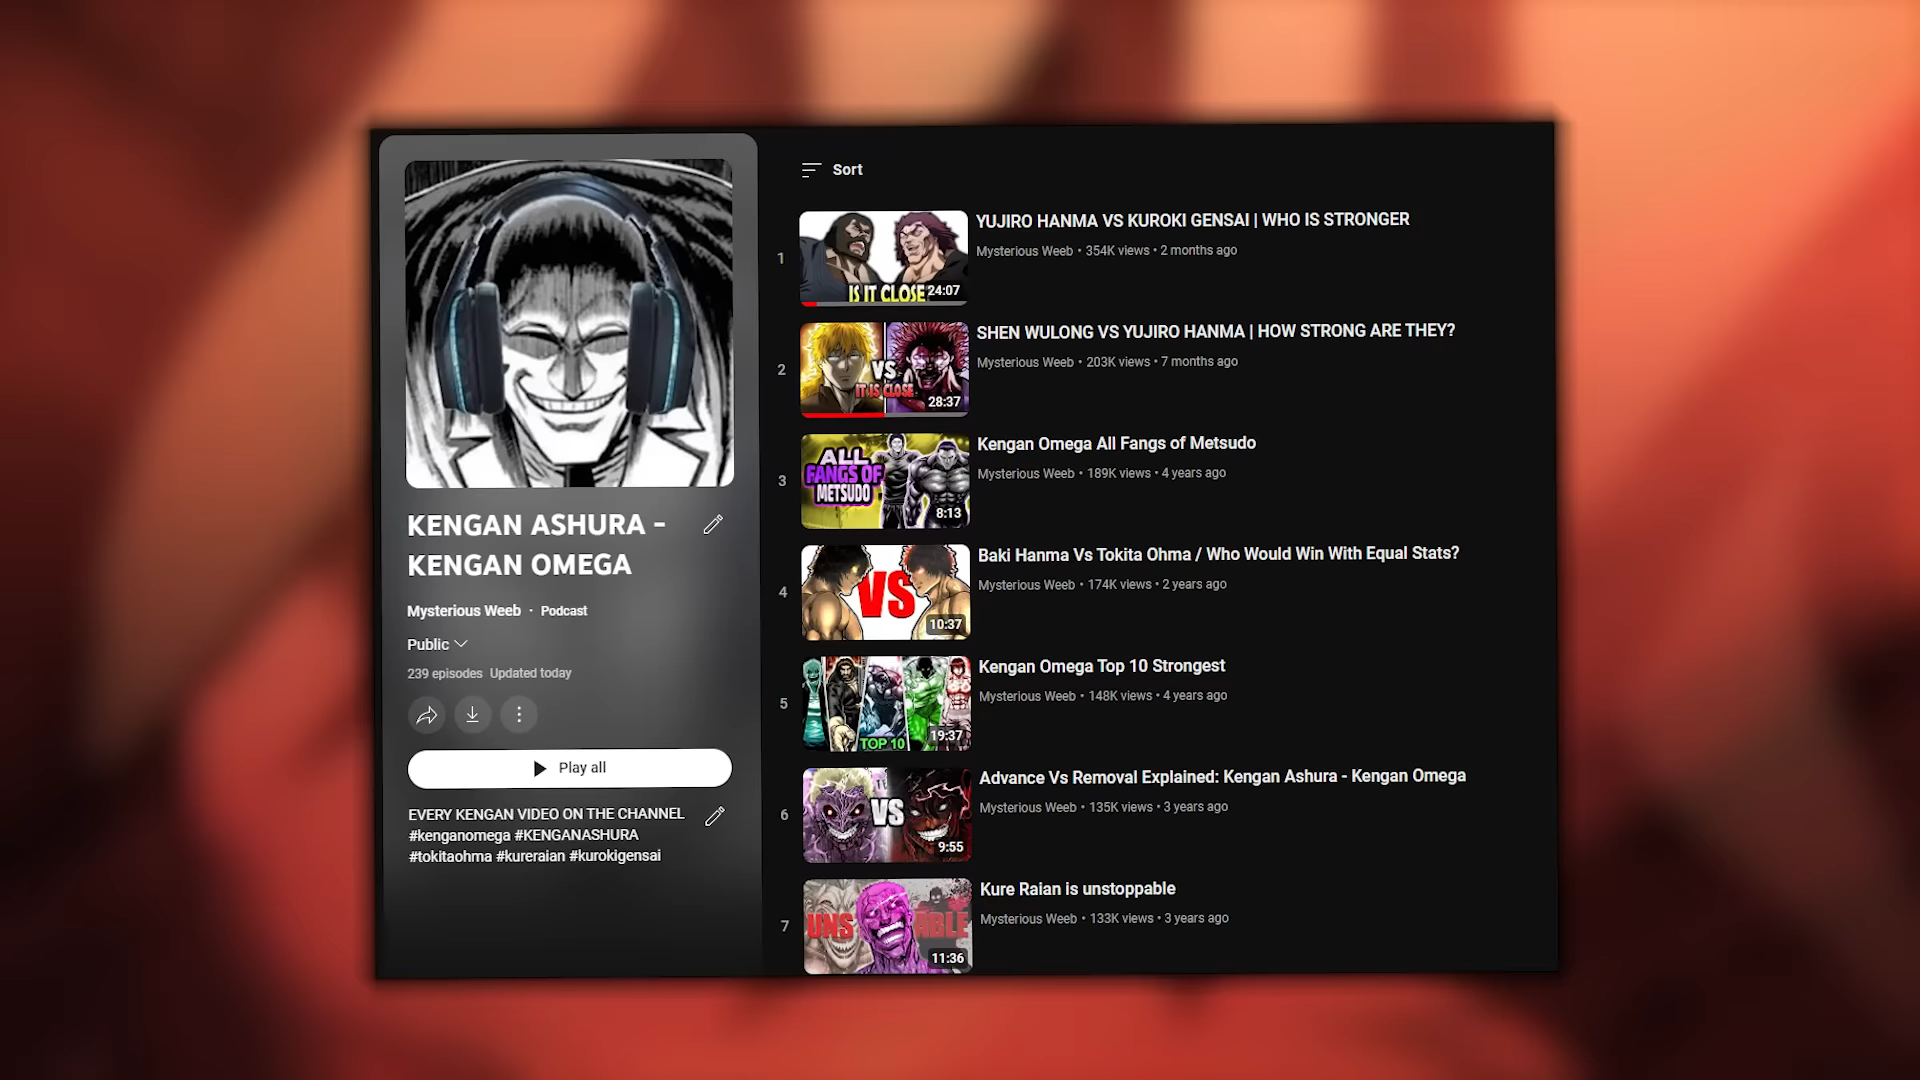 KENGAN ASHURA -
KENGAN OMEGA
Mysterious Weeb · Podcast
Public
239 episodes Updated today
Play all
EVERY KENGAN VIDEO ON THE CHANNEL
#kenganomega #KENGANASHURA
#tokitaohma #kureraian #kurokigensai
Sort
1
IS IT CLOSE
24:07
YUJIRO HANMA VS KUROKI GENSAI | WHO IS STRONGER
Mysterious Weeb • 354K views • 2 months ago
2
VS
IT IS CLOSE
28:37
SHEN WULONG VS YUJIRO HANMA | HOW STRONG ARE THEY?
Mysterious Weeb • 203K views • 7 months ago
3
ALL
FANGS OF
METSUDO
8:13
Kengan Omega All Fangs of Metsudo
Mysterious Weeb • 189K views • 4 years ago
4
VS
10:37
Baki Hanma Vs Tokita Ohma / Who Would Win With Equal Stats?
Mysterious Weeb • 174K views • 2 years ago
5
TOP 10
19:37
Kengan Omega Top 10 Strongest
Mysterious Weeb • 148K views • 4 years ago
6
VS
9:55
Advance Vs Removal Explained: Kengan Ashura - Kengan Omega
Mysterious Weeb • 135K views • 3 years ago
7
UNS ABLE
11:36
Kure Raian is unstoppable
Mysterious Weeb • 133K views • 3 years ago